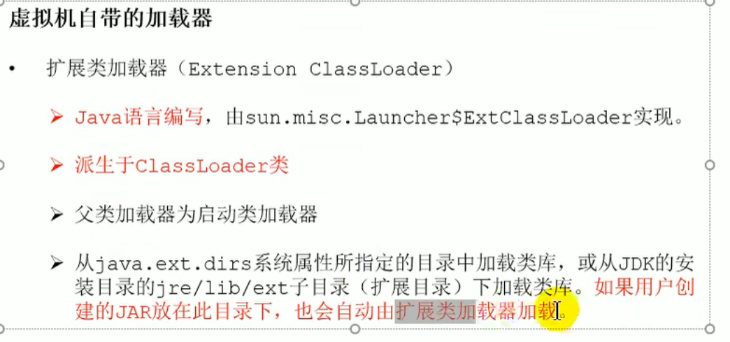 虚拟机自带的加载器
• 扩展类加载器（Extension ClassLoader）
➢ Java语言编写，由sun.misc.Launcher$ExtClassLoader实现。
➢ 派生于ClassLoader类
➢ 父类加载器为启动类加载器
➢ 从java.ext.dirs系统属性所指定的目录中加载类库，或从JDK的安
装目录的jre/lib/ext子目录（扩展目录）下加载类库。如果用户创
建的JAR放在此目录下，也会自动由扩展类加载器加载。